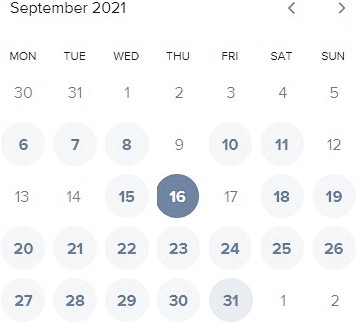 September 2021
MON TUE WED THU FRI SAT SUN
30 31 1 2 3 4 5
6 7 8 9 10 11 12
13 14 15 16 17 18 19
20 21 22 23 24 25 26
27 28 29 30 31 1 2